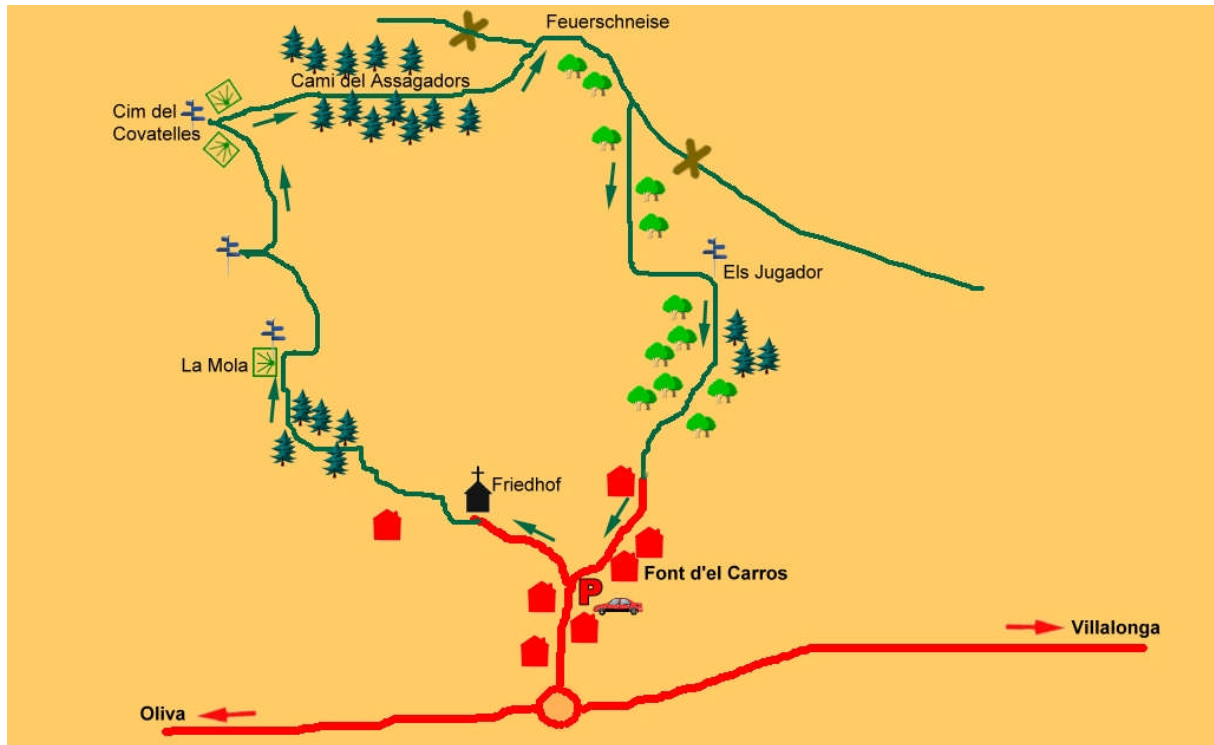 Feuerschneise
Cami del Assagadors
Cim del
Covatelles
Els Jugador
La Mola
Friedhof
Font d'el Carros
P
Villalonga
Oliva